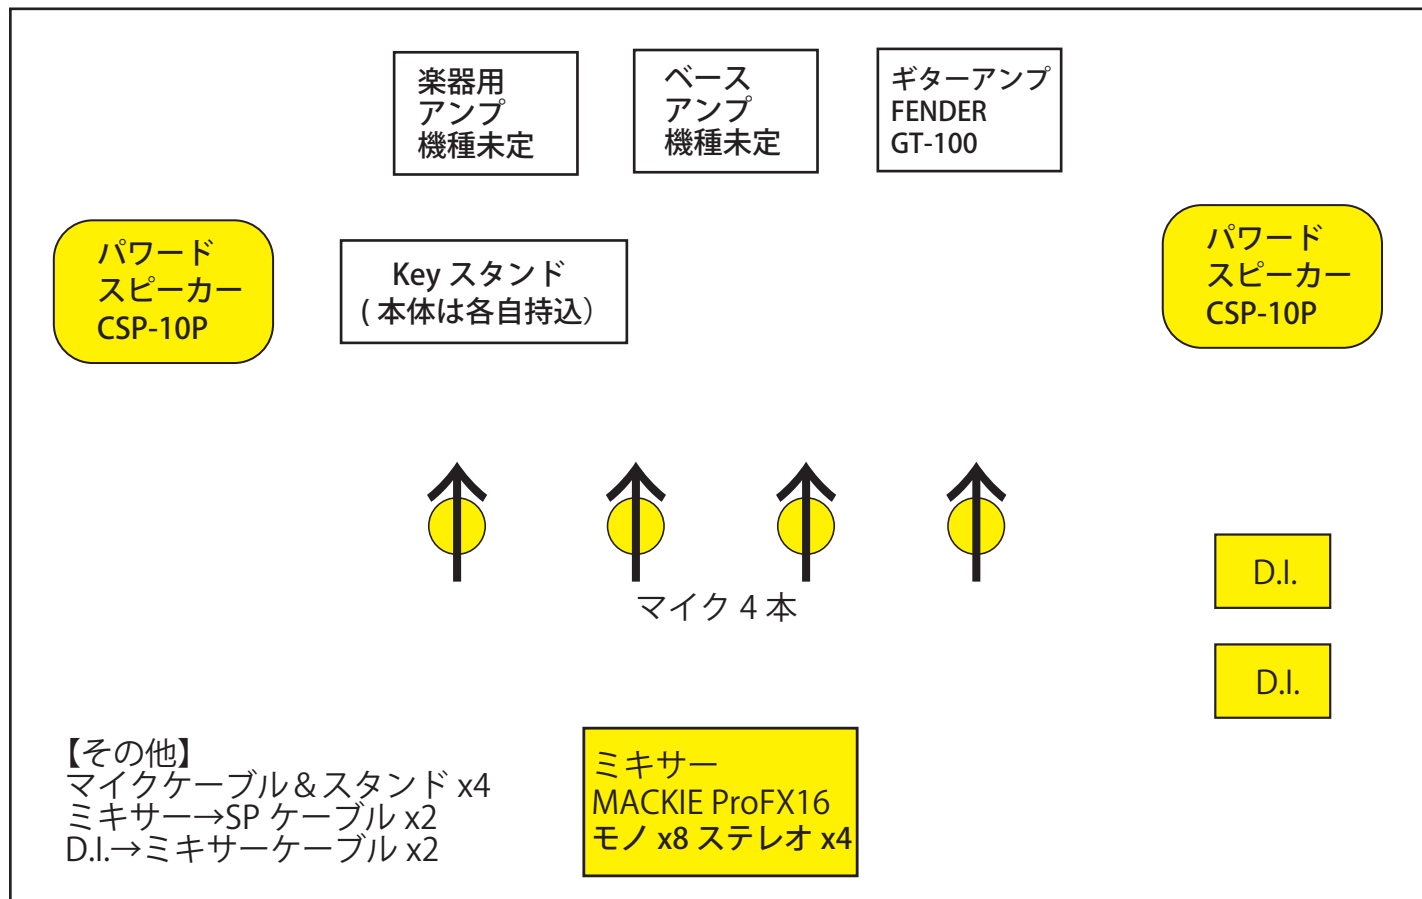 楽器用
アンプ
機種未定
ベース
アンプ
機種未定
ギターアンプ
FENDER
GT-100
パワード
スピーカー
CSP-10P
Key スタンド
( 本体は各自持込）
パワード
スピーカー
CSP-10P
マイク 4 本
D.I.
D.I.
【その他】
マイクケーブル＆スタンド x4
ミキサー→SP ケーブル x2
D.I.→ミキサーケーブル x2
ミキサー
MACKIE ProFX16
モノ x8 ステレオ x4